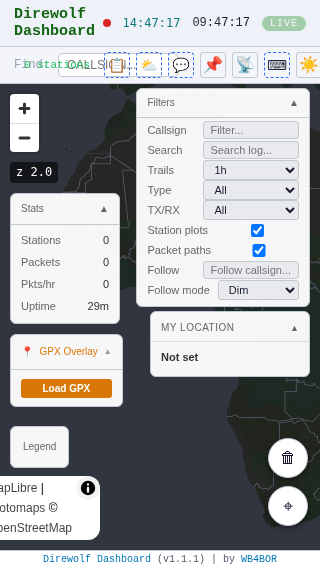 Direwolf
Dashboard
14:47:17
09:47:17
LIVE
Find
CALLSIGN
z 2.0
Filters ▲
Callsign Filter...
Search Search log...
Trails 1h
Type All
TX/RX All
Station plots
Packet paths
Follow Follow callsign...
Follow mode Dim
Stats ▲
Stations 0
Packets 0
Pkts/hr 0
Uptime 29m
MY LOCATION ▲
Not set
GPX Overlay ▲
Load GPX
Legend
apLibre |
otomaps ©
penStreetMap
Direwolf Dashboard (v1.1.1) | by WB4BOR